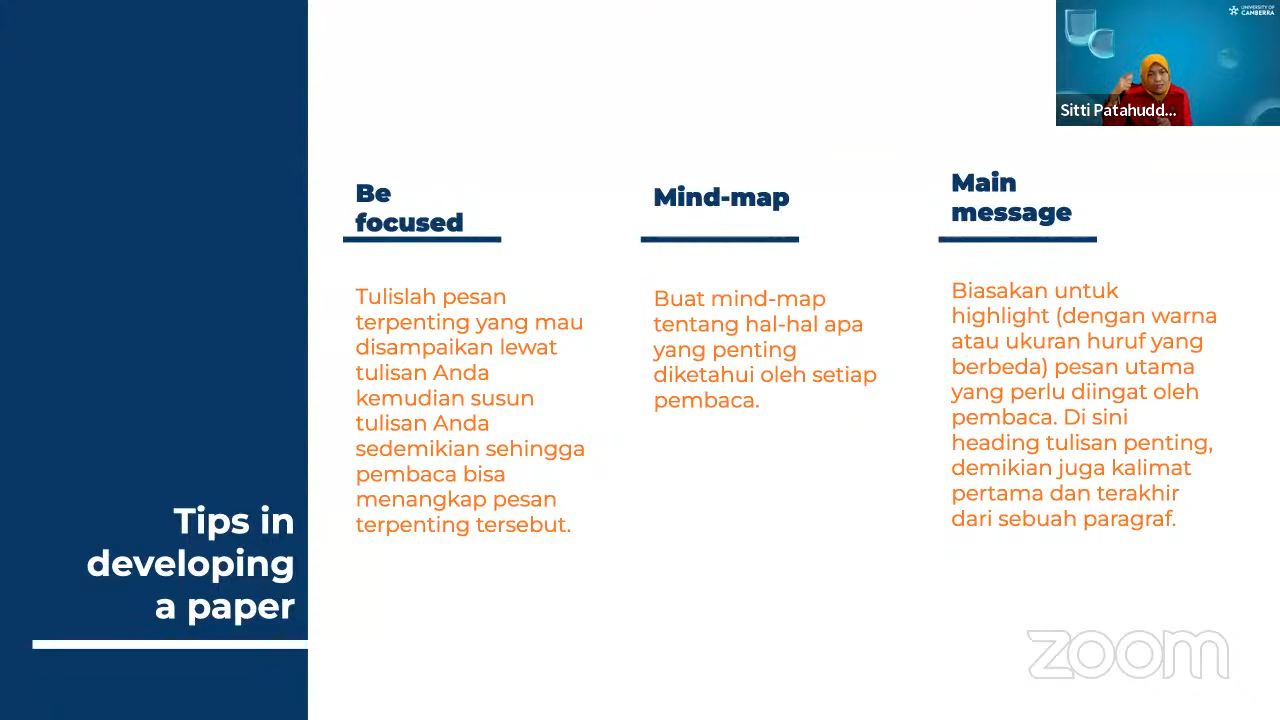 UNIVERSITY OF
CANBERRA
Sitti Patahudd...
Be
focused
Tulislah pesan
terpenting yang mau
disampaikan lewat
tulisan Anda
kemudian susun
tulisan Anda
sedemikian sehingga
pembaca bisa
menangkap pesan
terpenting tersebut.
Mind-map
Buat mind-map
tentang hal-hal apa
yang penting
diketahui oleh setiap
pembaca.
Main
message
Biasakan untuk
highlight (dengan warna
atau ukuran huruf yang
berbeda) pesan utama
yang perlu diingat oleh
pembaca. Di sini
heading tulisan penting,
demikian juga kalimat
pertama dan terakhir
dari sebuah paragraf.
Tips in
developing
a paper
zoom